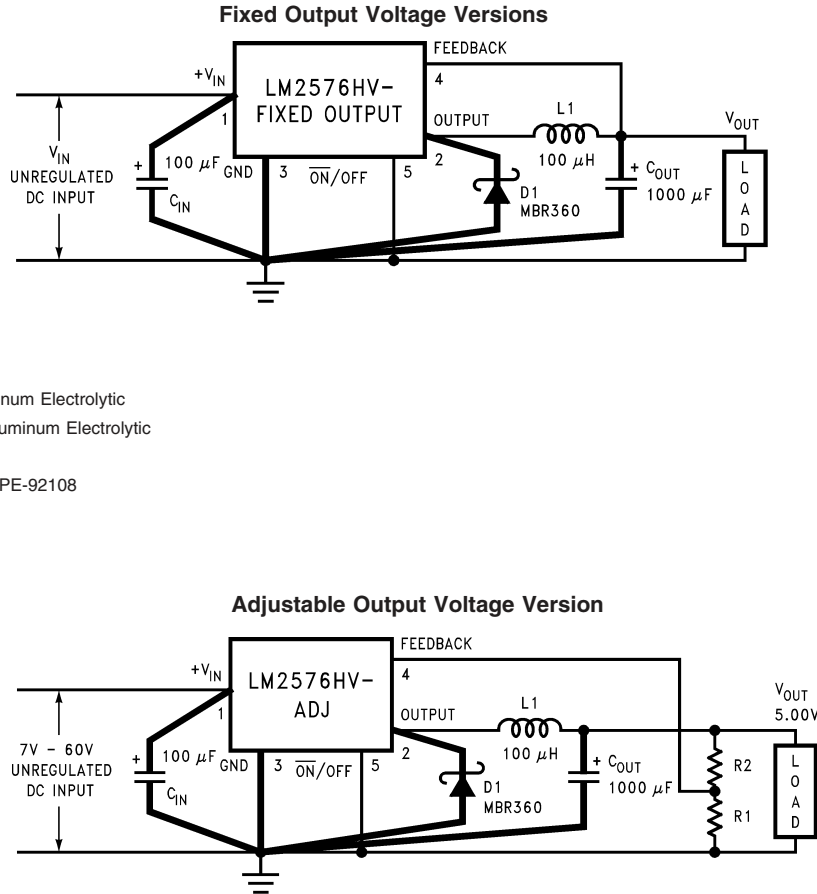 Fixed Output Voltage Versions
FEEDBACK
+VIN
LM2576HV-
FIXED OUTPUT
4
1
OUTPUT
L1
VOUT
2
100 μH
VIN
UNREGULATED
DC INPUT
+
100 μF
CIN
GND
3
ON/OFF
5
D1
MBR360
+
COUT
1000 μF
L
O
A
D
num Electrolytic
uminum Electrolytic
PE-92108
Adjustable Output Voltage Version
FEEDBACK
+VIN
LM2576HV-
ADJ
4
1
OUTPUT
L1
VOUT
5.00V
2
100 μH
7V - 60V
UNREGULATED
DC INPUT
+
100 μF
CIN
GND
3
ON/OFF
5
D1
MBR360
+
COUT
1000 μF
R2
R1
L
O
A
D